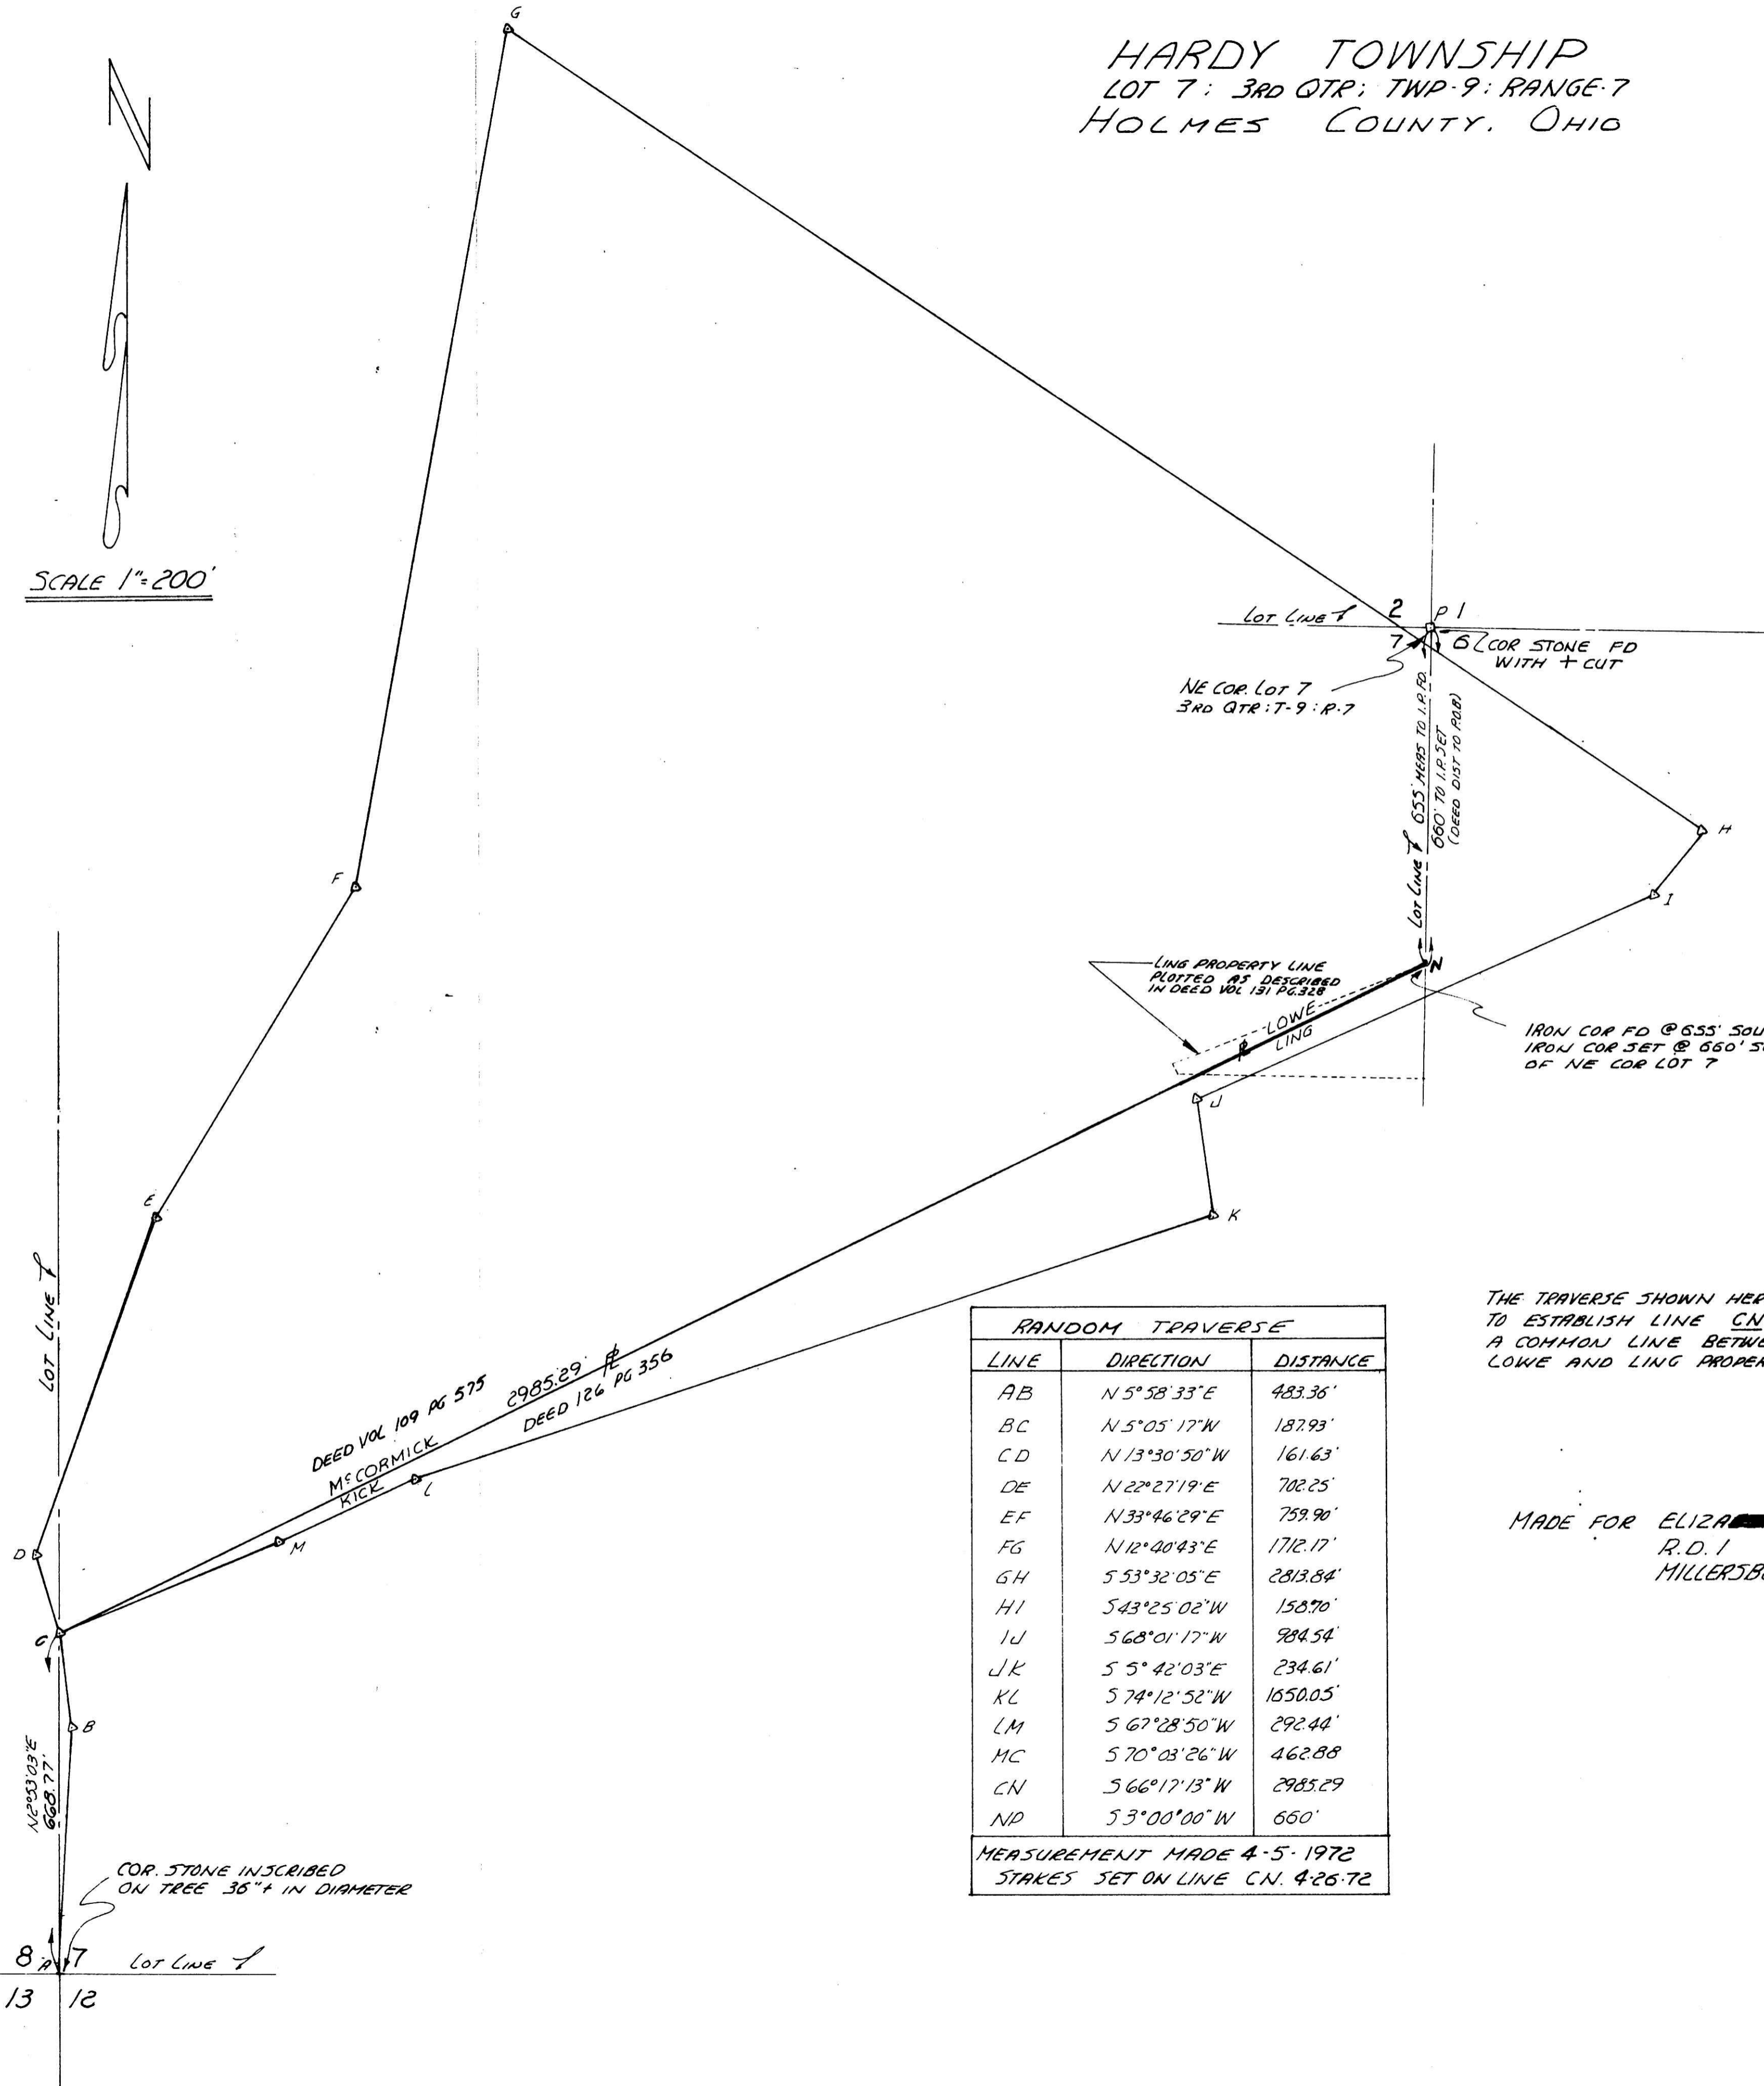 G
HARDY TOWNSHIP
LOT 7: 3RD QTR: TWP-9: RANGE-7
HOLMES COUNTY, OHIO
N
SCALE 1"=200'
LOT LINE
2
P
1
7
6
COR STONE FD
WITH + CUT
NE COR. LOT 7
3RD QTR: T-9: R-7
LOT LINE 655' MEAS TO I.P. FD.
660' TO I.P. SET
(DEED DIST TO P.O.B)
H
I
F
N
LING PROPERTY LINE
PLOTTED AS DESCRIBED
IN DEED VOL 131 PG.328
LOWE
LING
IRON COR FD @ 655' SOU
IRON COR SET @ 660' S
OF NE COR LOT 7
J
K
E
LOT LINE
THE TRAVERSE SHOWN HER
TO ESTABLISH LINE CN
A COMMON LINE BETWE
LOWE AND LING PROPER
DEED VOL 109 PG 575
2985.29'
McCORMICK
KICK
DEED 126 PG 356
L
M
D
C
B
MADE FOR ELIZA
R.D. 1
MILLERSB
RANDOM TRAVERSE
LINE DIRECTION DISTANCE
AB N 5°58'33"E 483.36'
BC N 5°05'17"W 187.93'
CD N 13°30'50"W 161.63'
DE N 22°27'19"E 702.25'
EF N 33°46'29"E 759.90'
FG N 12°40'43"E 1712.17'
GH S 53°32'05"E 2813.84'
HI S 43°25'02"W 158.70'
IJ S 68°01'17"W 984.54'
JK S 5°42'03"E 234.61'
KL S 74°12'52"W 1650.05'
LM S 67°28'50"W 292.44'
MC S 70°03'26"W 462.88
CN S 66°17'13"W 2985.29
NP S 3°00'00"W 660'
MEASUREMENT MADE 4-5-1972
STAKES SET ON LINE CN. 4-26-72
N2°53'03"E
668.77'
COR. STONE INSCRIBED
ON TREE 36"± IN DIAMETER
8
A
7
LOT LINE
13
12